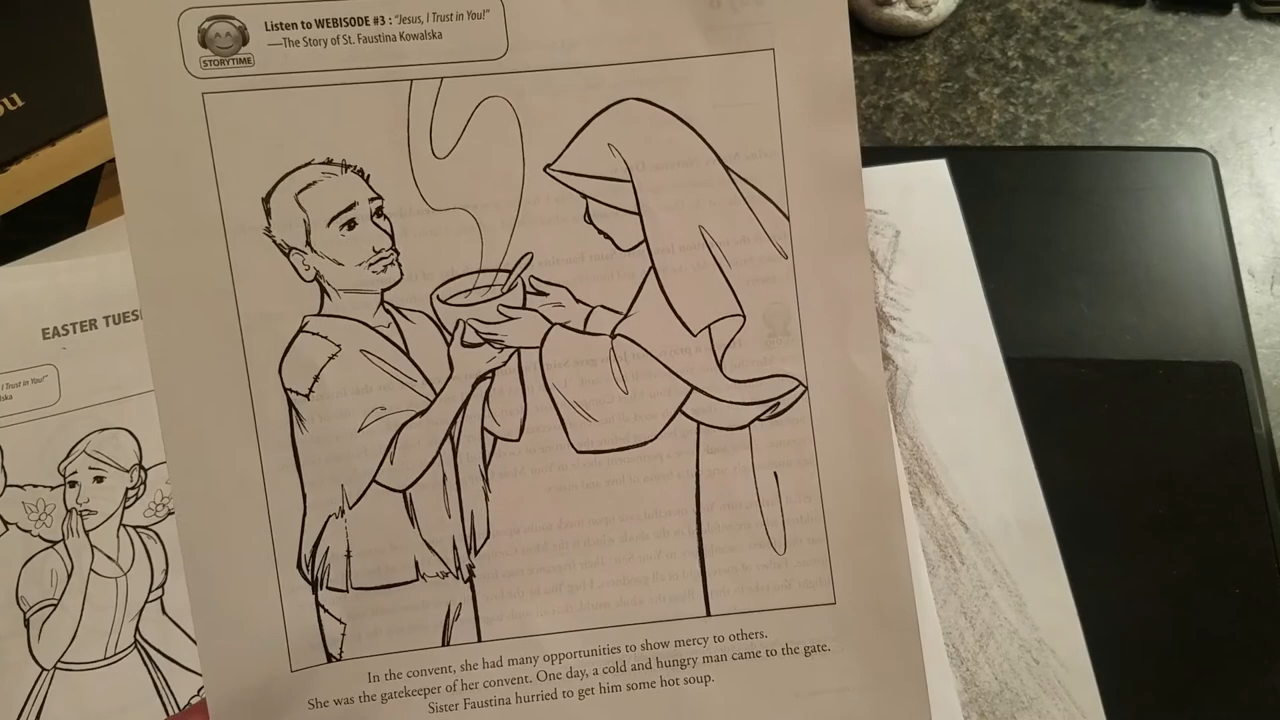 Listen to WEBISODE #3 : "Jesus, I Trust in You!"
—The Story of St. Faustina Kowalska
STORYTIME
EASTER TUES
I Trust in You!"
In the convent, she had many opportunities to show mercy to others.
She was the gatekeeper of her convent. One day, a cold and hungry man came to the gate.
Sister Faustina hurried to get him some hot soup.